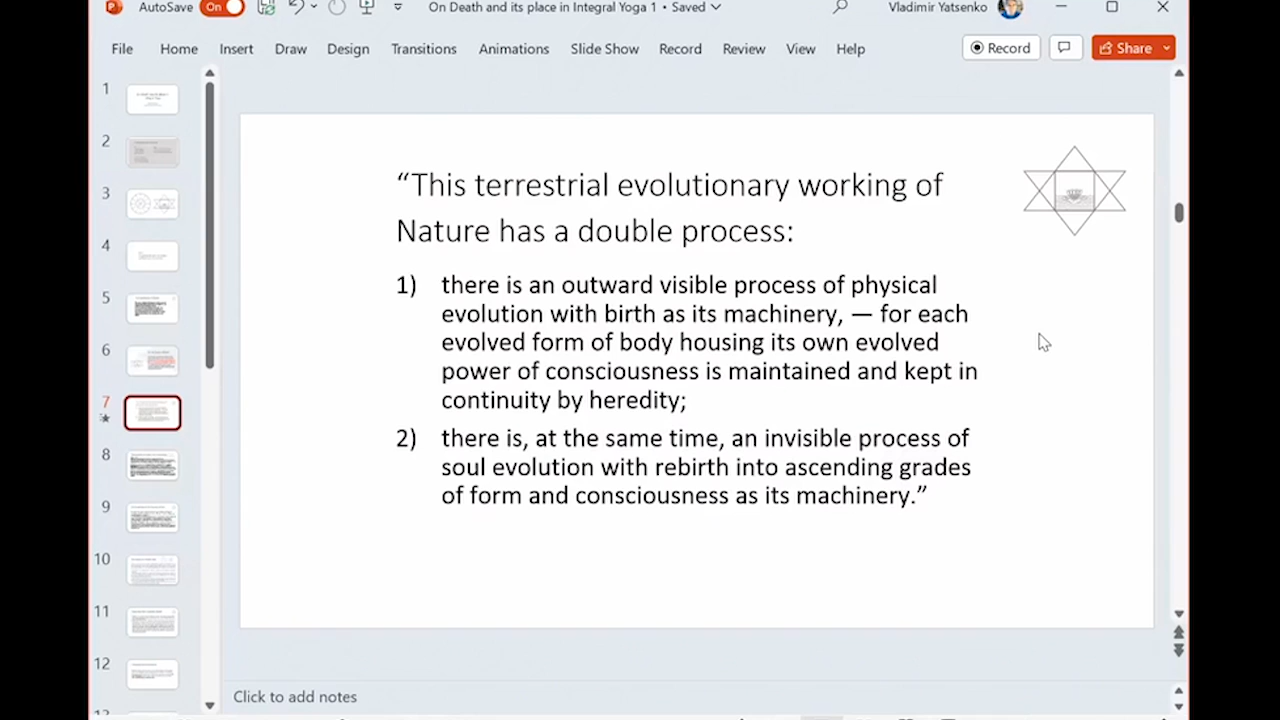 AutoSave On On Death and its place in Integral Yoga 1 • Saved Vladimir Yatsenko
File Home Insert Draw Design Transitions Animations Slide Show Record Review View Help Record Share
1
2
3
4
5
6
7
8
9
10
11
12
“This terrestrial evolutionary working of
Nature has a double process:
1) there is an outward visible process of physical
evolution with birth as its machinery, — for each
evolved form of body housing its own evolved
power of consciousness is maintained and kept in
continuity by heredity;
2) there is, at the same time, an invisible process of
soul evolution with rebirth into ascending grades
of form and consciousness as its machinery.”
Click to add notes